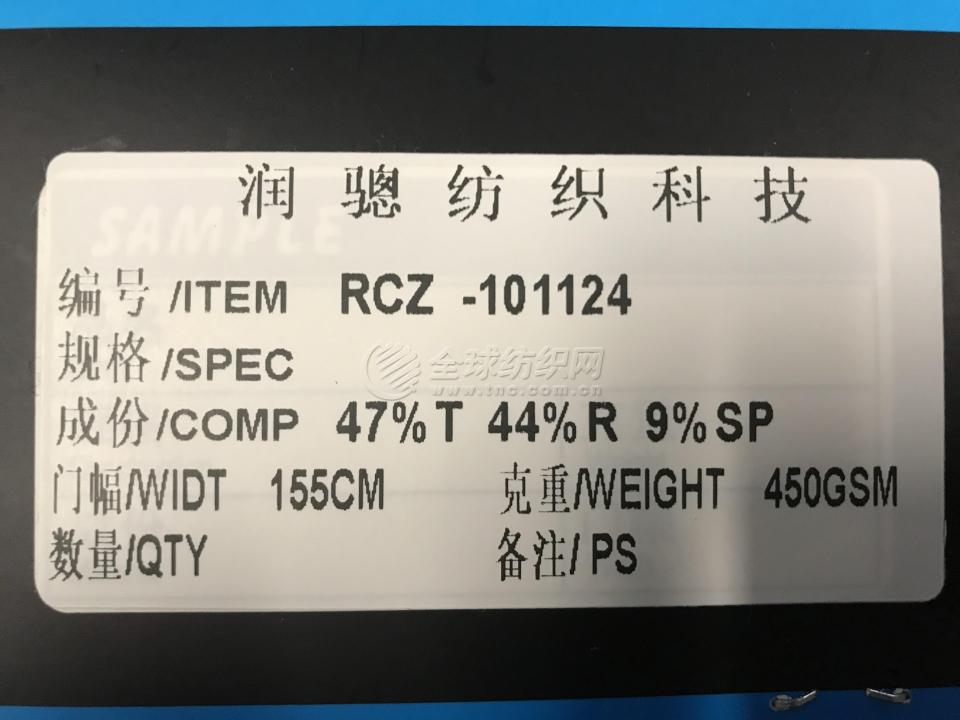 润骢纺织科技
SAMPLE
编号/ITEM RCZ -101124
规格/SPEC
全球纺织网
www.tnc.com.cn
成份/COMP 47%T 44%R 9%SP
门幅/WIDT 155CM 克重/WEIGHT 450GSM
数量/QTY 备注/PS